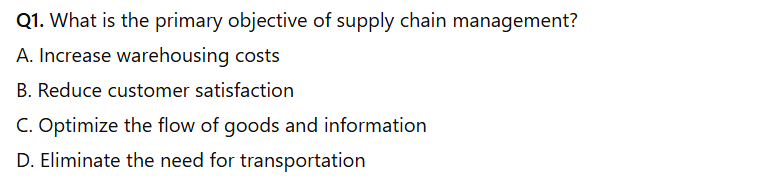 Q1. What is the primary objective of supply chain management?
A. Increase warehousing costs
B. Reduce customer satisfaction
C. Optimize the flow of goods and information
D. Eliminate the need for transportation